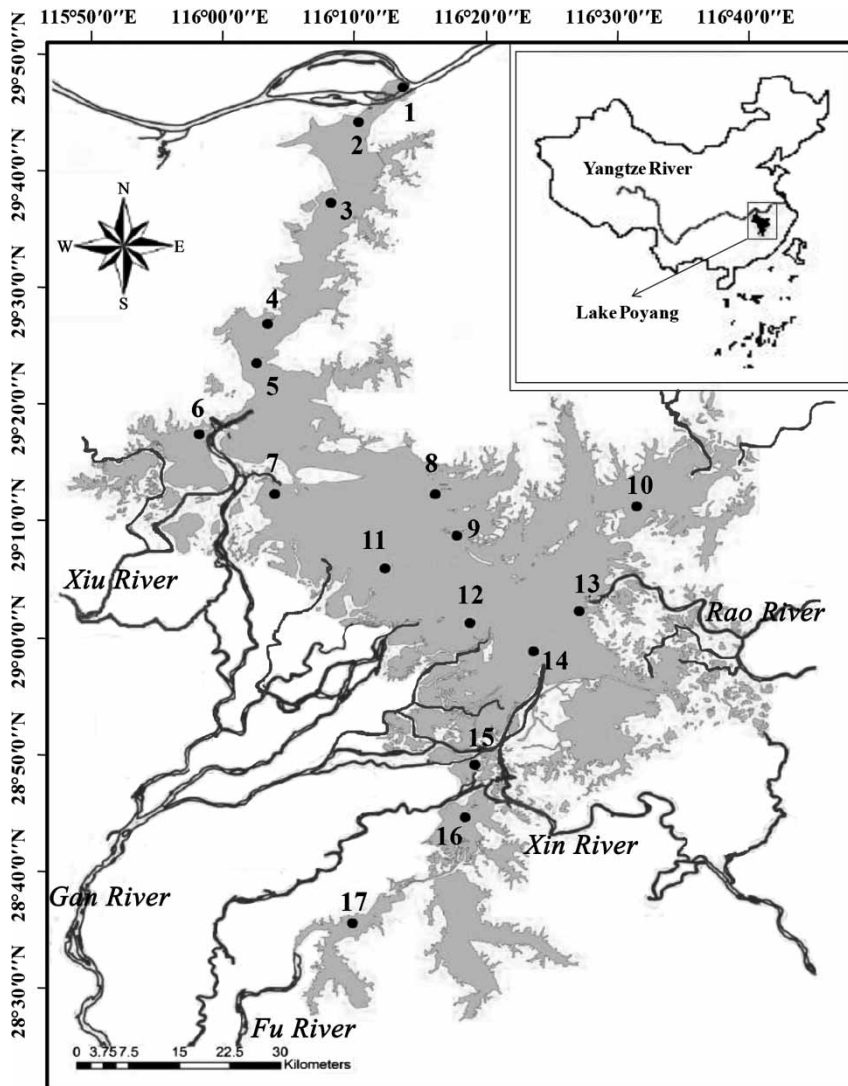 115°50'0''E 116°0'0''E 116°10'0''E 116°20'0''E 116°30'0''E 116°40'0''E
29°50'0''N
29°40'0''N
29°30'0''N
29°20'0''N
29°10'0''N
29°0'0''N
28°50'0''N
28°40'0''N
28°30'0''N
1
2
Yangtze River
N
W E
S
3
Lake Poyang
4
5
6
7
8
10
9
11
Xiu River
12
13
Rao River
14
15
16
Xin River
Gan River
17
Fu River
0 3.75 7.5 15 22.5 30
Kilometers